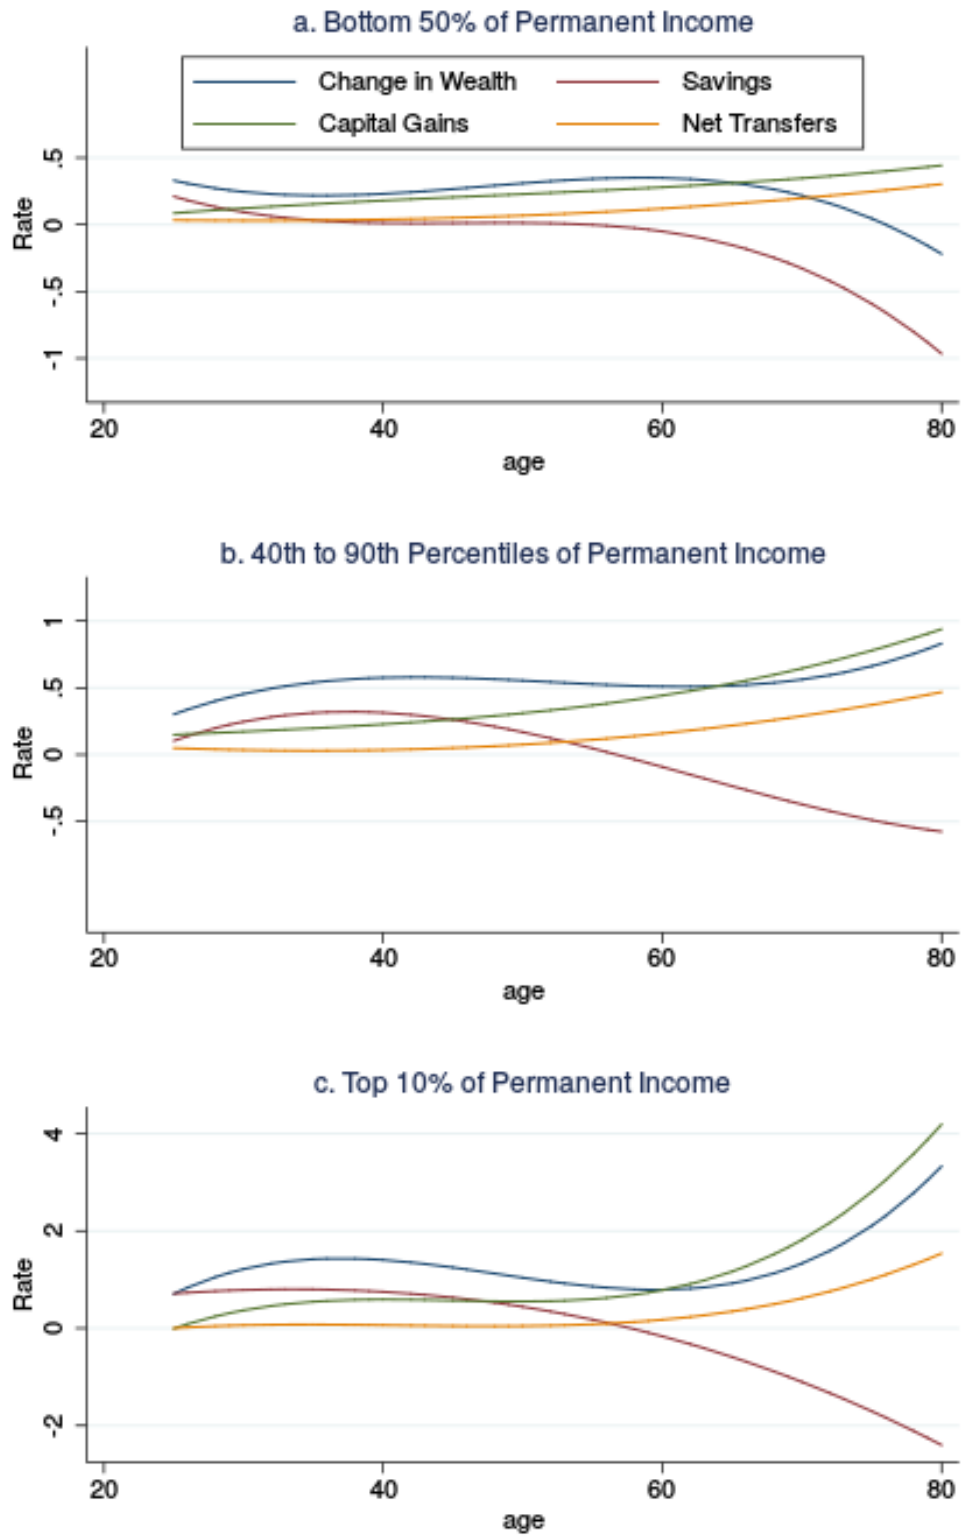 a. Bottom 50% of Permanent Income
Change in Wealth Savings
Capital Gains Net Transfers
.5
0
-.5
-1
Rate
20 40 60 80
age
b. 40th to 90th Percentiles of Permanent Income
1
.5
0
-.5
Rate
20 40 60 80
age
c. Top 10% of Permanent Income
4
2
0
-2
Rate
20 40 60 80
age